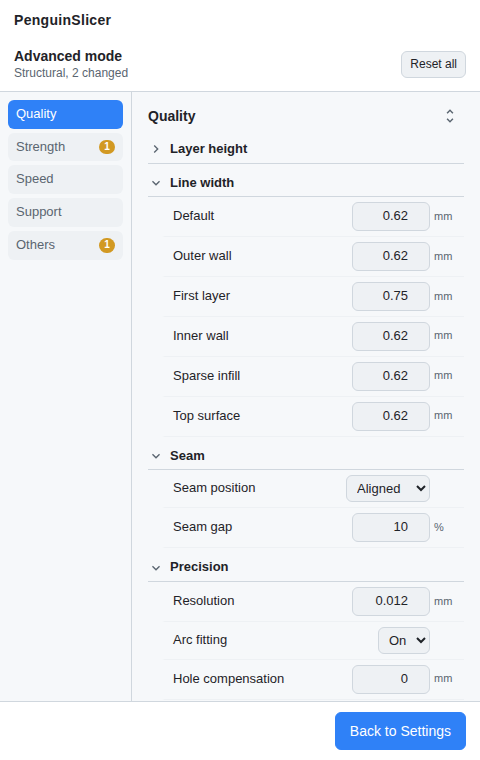 PenguinSlicer
Advanced mode
Structural, 2 changed
Reset all
Quality
Strength 1
Speed
Support
Others 1
Quality
Layer height
Line width
Default 0.62 mm
Outer wall 0.62 mm
First layer 0.75 mm
Inner wall 0.62 mm
Sparse infill 0.62 mm
Top surface 0.62 mm
Seam
Seam position Aligned
Seam gap 10 %
Precision
Resolution 0.012 mm
Arc fitting On
Hole compensation 0 mm
Back to Settings